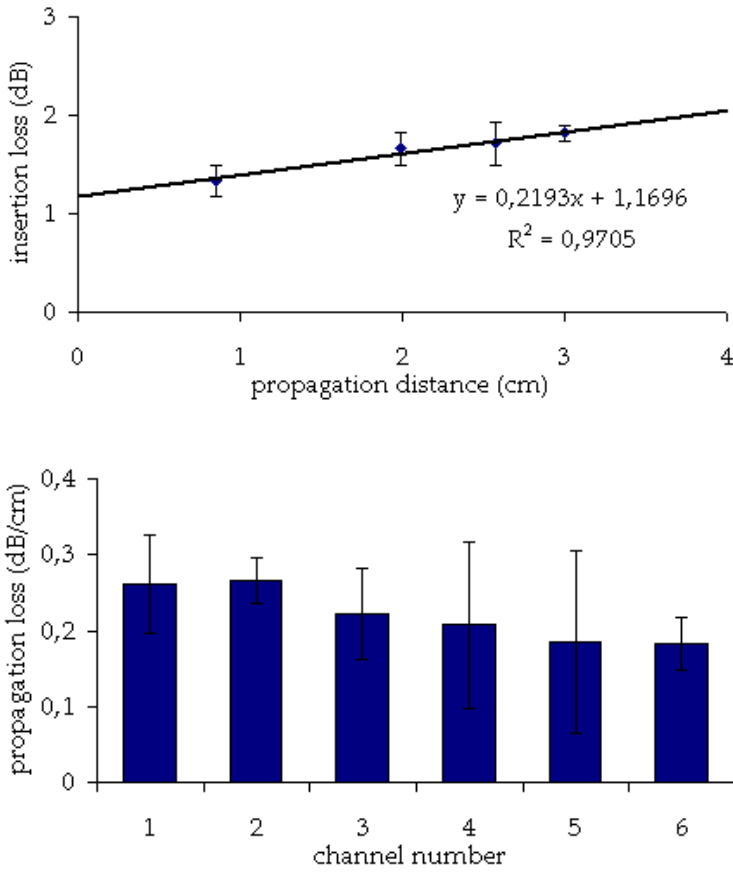 3
2
1
0
insertion loss (dB)
y = 0,2193x + 1,1696
R² = 0,9705
0 1 2 3 4
propagation distance (cm)
0,4
0,3
0,2
0,1
0
propagation loss (dB/cm)
1 2 3 4 5 6
channel number